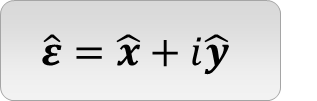 𝜺̂ = 𝒙̂ + 𝑖𝒚̂